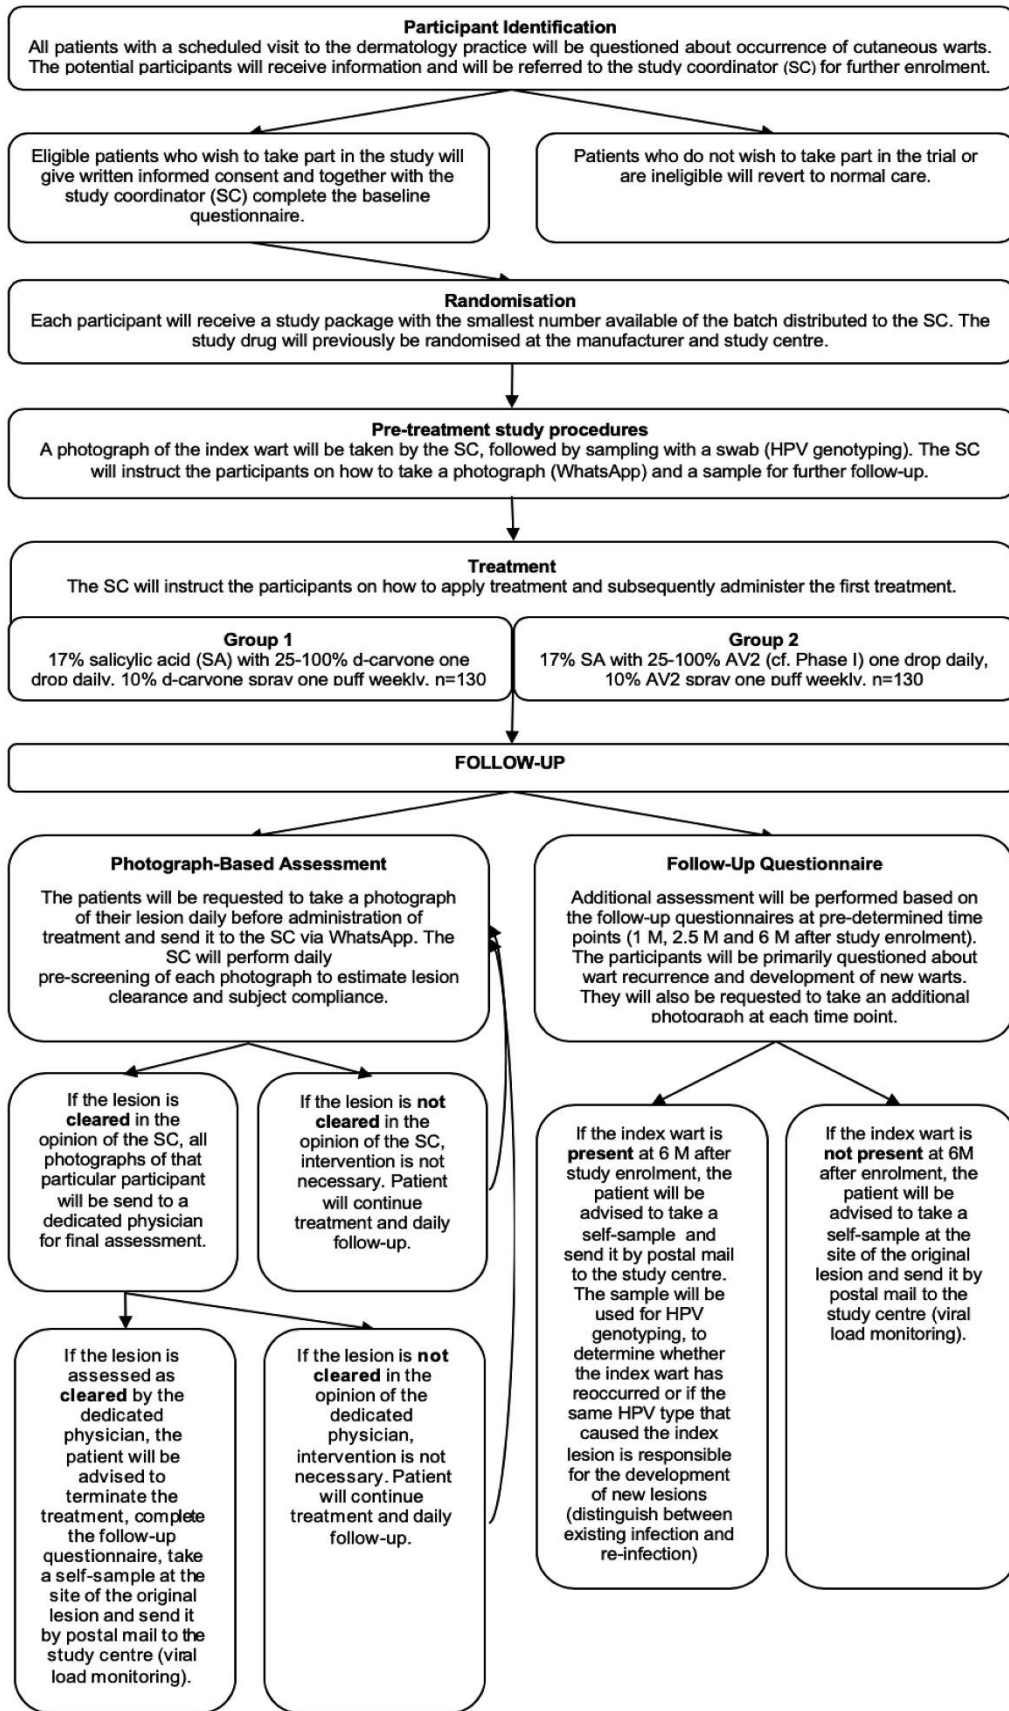 Participant Identification
All patients with a scheduled visit to the dermatology practice will be questioned about occurrence of cutaneous warts.
The potential participants will receive information and will be referred to the study coordinator (SC) for further enrolment.
Eligible patients who wish to take part in the study will
give written informed consent and together with the
study coordinator (SC) complete the baseline
questionnaire.
Patients who do not wish to take part in the trial or
are ineligible will revert to normal care.
Randomisation
Each participant will receive a study package with the smallest number available of the batch distributed to the SC. The
study drug will previously be randomised at the manufacturer and study centre.
Pre-treatment study procedures
A photograph of the index wart will be taken by the SC, followed by sampling with a swab (HPV genotyping). The SC
will instruct the participants on how to take a photograph (WhatsApp) and a sample for further follow-up.
Treatment
The SC will instruct the participants on how to apply treatment and subsequently administer the first treatment.
Group 1
17% salicylic acid (SA) with 25-100% d-carvone one
drop daily, 10% d-carvone spray one puff weekly, n=130
Group 2
17% SA with 25-100% AV2 (cf. Phase I) one drop daily,
10% AV2 spray one puff weekly, n=130
FOLLOW-UP
Photograph-Based Assessment
The patients will be requested to take a photograph
of their lesion daily before administration of
treatment and send it to the SC via WhatsApp. The
SC will perform daily
pre-screening of each photograph to estimate lesion
clearance and subject compliance.
Follow-Up Questionnaire
Additional assessment will be performed based on
the follow-up questionnaires at pre-determined time
points (1 M, 2.5 M and 6 M after study enrolment).
The participants will be primarily questioned about
wart recurrence and development of new warts.
They will also be requested to take an additional
photograph at each time point.
If the lesion is
cleared in the
opinion of the SC, all
photographs of that
particular participant
will be send to a
dedicated physician
for final assessment.
If the lesion is not
cleared in the
opinion of the SC,
intervention is not
necessary. Patient
will continue
treatment and daily
follow-up.
If the index wart is
present at 6 M after
study enrolment, the
patient will be
advised to take a
self-sample and
send it by postal mail
to the study centre.
The sample will be
used for HPV
genotyping, to
determine whether
the index wart has
reoccurred or if the
same HPV type that
caused the index
lesion is responsible
for the development
of new lesions
(distinguish between
existing infection and
re-infection)
If the index wart is
not present at 6M
after enrolment, the
patient will be
advised to take a
self-sample at the
site of the original
lesion and send it by
postal mail to the
study centre (viral
load monitoring).
If the lesion is
assessed as
cleared by the
dedicated
physician, the
patient will be
advised to
terminate the
treatment, complete
the follow-up
questionnaire, take
a self-sample at the
site of the original
lesion and send it
by postal mail to the
study centre (viral
load monitoring).
If the lesion is not
cleared in the
opinion of the
dedicated
physician,
intervention is not
necessary. Patient
will continue
treatment and daily
follow-up.